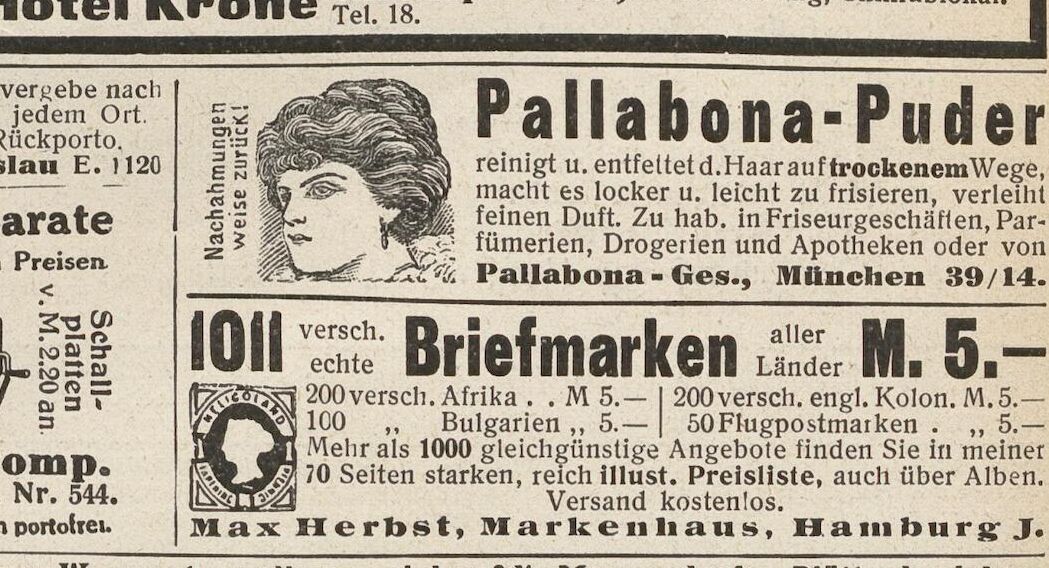 Hotel Krone
Tel. 18.
vergebe nach
jedem Ort.
Rückporto.
slau E. 1120
arate
Preisen
Schall-
platten
v. M. 2.20 an.
omp.
Nr. 544.
portofrei.
Nachahmungen
weise zurück!
Pallabona-Puder
reinigt u. entfettet d. Haar auf trockenem Wege,
macht es locker u. leicht zu frisieren, verleiht
feinen Duft. Zu hab. in Friseurgeschäften, Par-
fümerien, Drogerien und Apotheken oder von
Pallabona-Ges., München 39/14.
1011 versch. echte Briefmarken aller Länder M. 5.—
HELIGOLAND
200 versch. Afrika . . M 5.— | 200 versch. engl. Kolon. M. 5.—
100 „ Bulgarien „ 5.— | 50 Flugpostmarken . „ 5.—
Mehr als 1000 gleichgünstige Angebote finden Sie in meiner
70 Seiten starken, reich illust. Preisliste, auch über Alben.
Versand kostenlos.
Max Herbst, Markenhaus, Hamburg J.